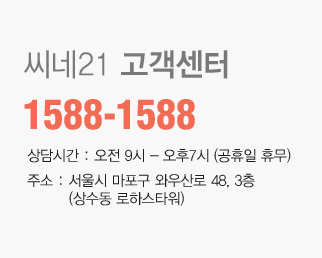 씨네21 고객센터
1588-1588
상담시간 : 오전 9시 – 오후7시 (공휴일 휴무)
주소 : 서울시 마포구 와우산로 48, 3층
(상수동 로하스타워)